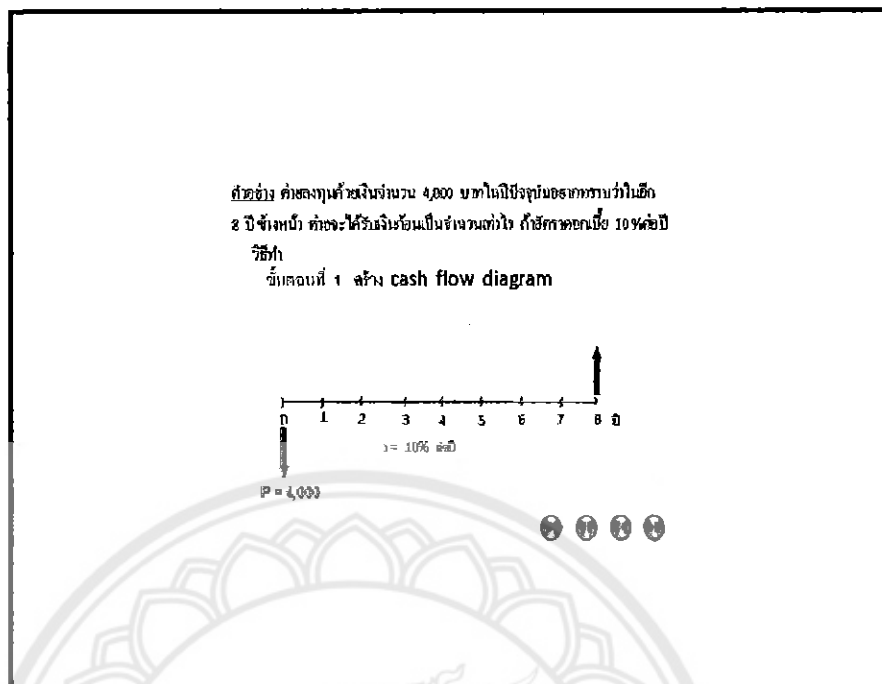 ตัวอย่าง ถ้าลงทุนด้วยเงินจำนวน 4,000 บาทในปีปัจจุบันอยากทราบว่าในอีก
8 ปีข้างหน้า ท่านจะได้รับเงินก้อนเป็นจำนวนเท่าไร ถ้าอัตราดอกเบี้ย 10%ต่อปี
วิธีทำ
ขั้นตอนที่ 1 สร้าง cash flow diagram
0 1 2 3 4 5 6 7 8 ปี
i= 10% ต่อปี
P = 4,000